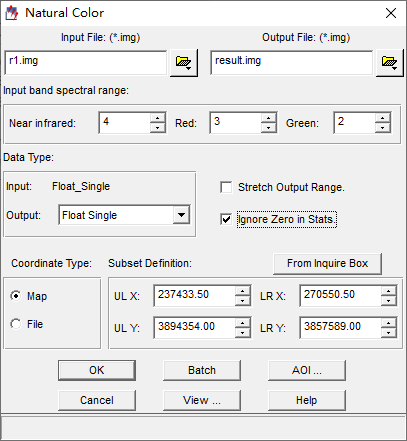 Natural Color
Input File: (*.img)
Output File: (*.img)
r1.img
result.img
Input band spectral range:
Near infrared: 4 Red: 3 Green: 2
Data Type:
Input: Float_Single
Stretch Output Range.
Output: Float Single
Ignore Zero in Stats.
Coordinate Type:
Subset Definition:
From Inquire Box
Map
UL X: 237433.50 LR X: 270550.50
File
UL Y: 3894354.00 LR Y: 3857589.00
OK
Batch
AOI ...
Cancel
View ...
Help